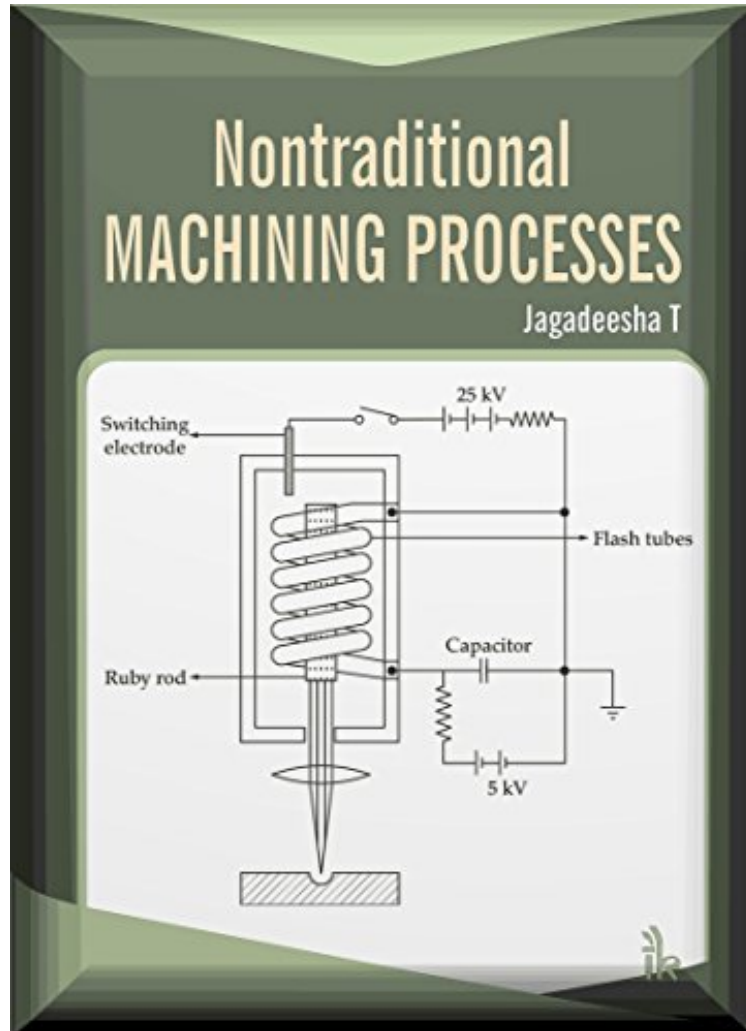 Nontraditional
MACHINING PROCESSES
Jagadeesha T
25 kV
Switching
electrode
Flash tubes
Capacitor
Ruby rod
5 kV
ik